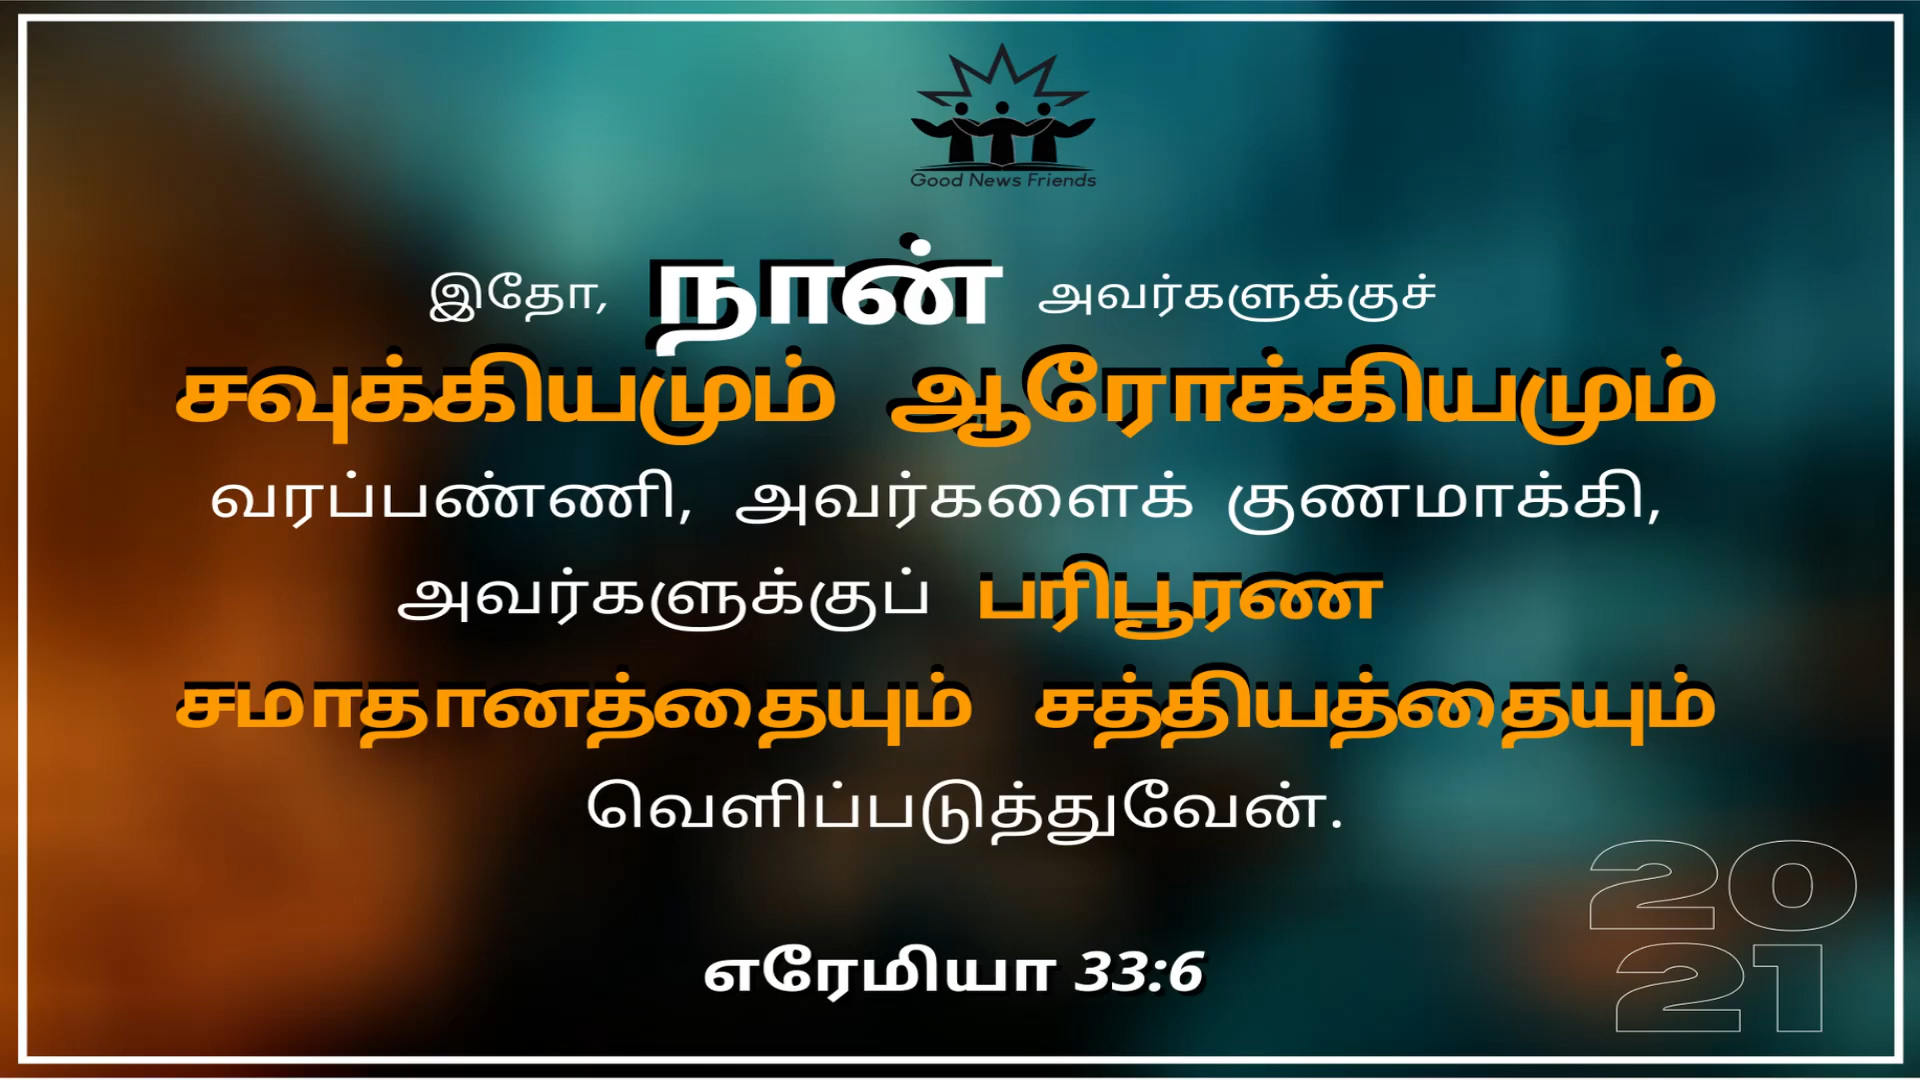 Good News Friends
இதோ, நான் அவர்களுக்குச்
சவுக்கியமும் ஆரோக்கியமும்
வரப்பண்ணி, அவர்களைக் குணமாக்கி,
அவர்களுக்குப் பரிபூரண
சமாதானத்தையும் சத்தியத்தையும்
வெளிப்படுத்துவேன்.
எரேமியா 33:6
20
21